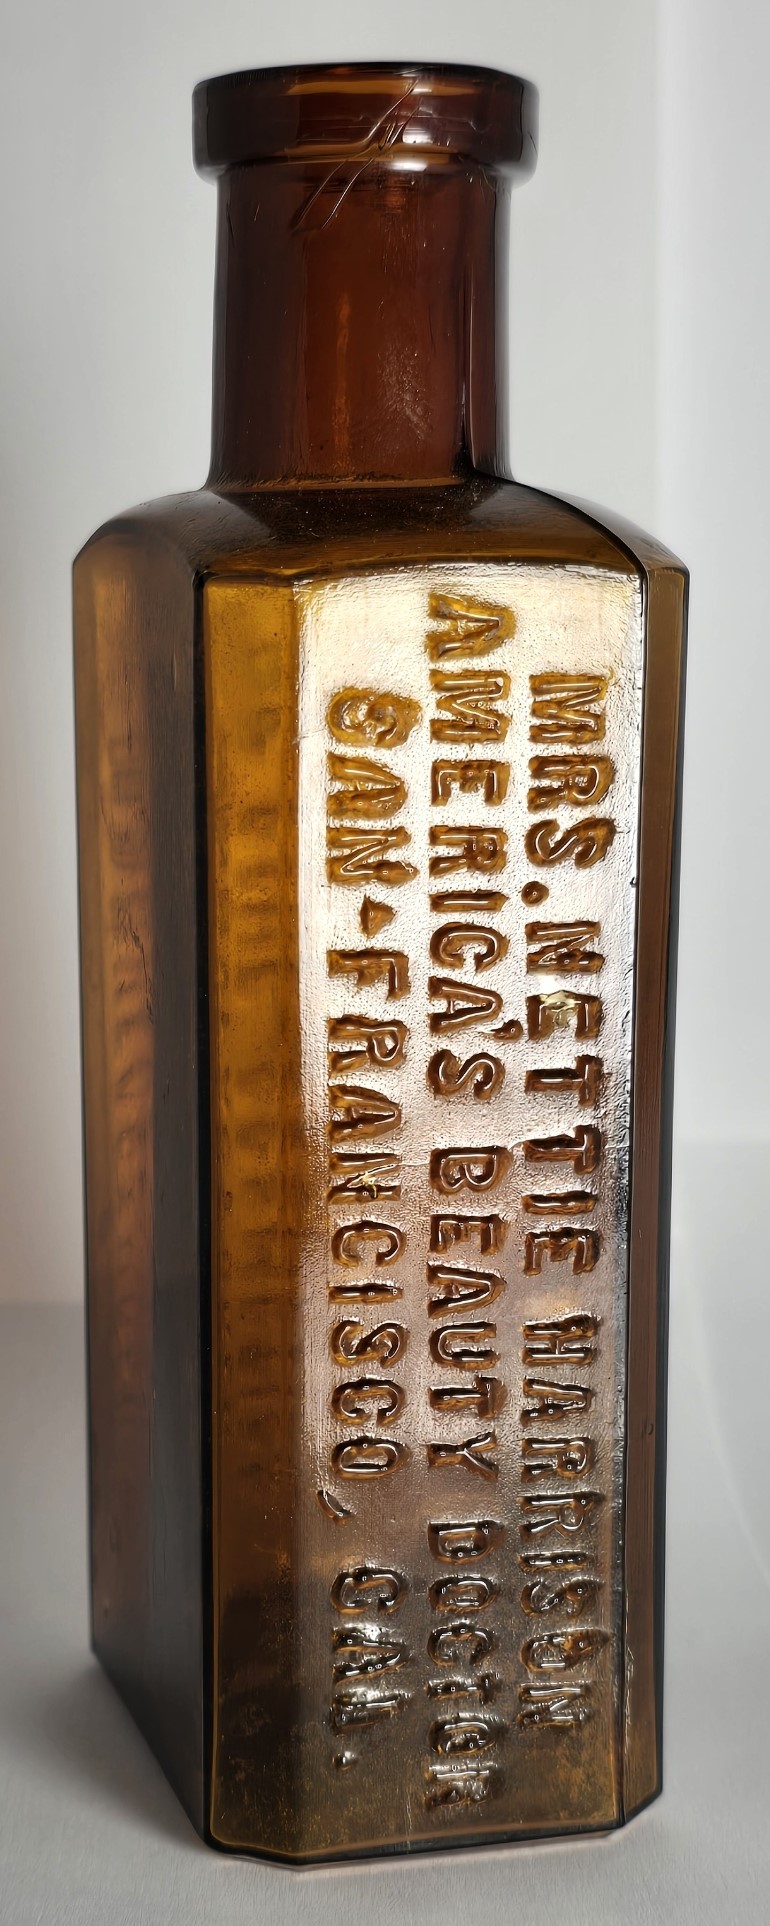 MRS. NETTIE HARRISON
AMERICA'S BEAUTY DOCTOR
SAN-FRANCISCO, CAL.